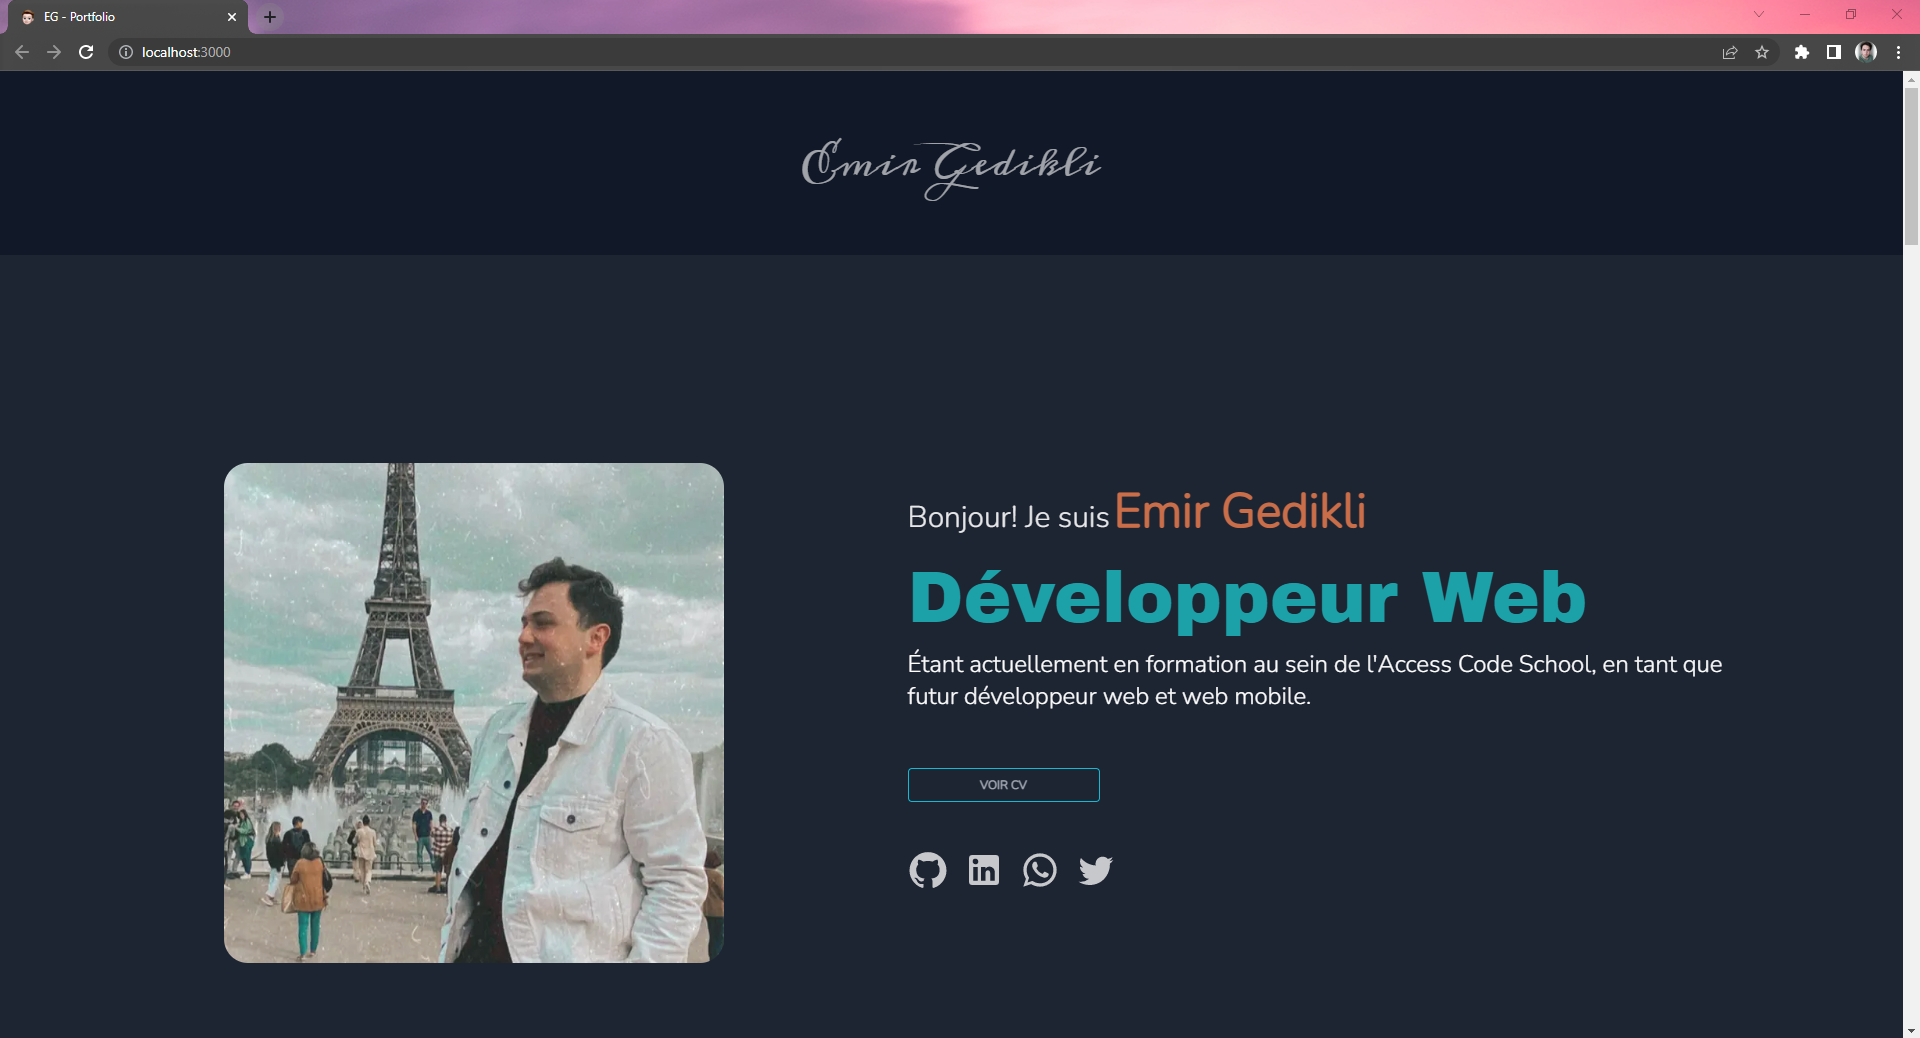 EG - Portfolio
localhost:3000
Emir Gedikli
Bonjour! Je suis Emir Gedikli
Développeur Web
Étant actuellement en formation au sein de l'Access Code School, en tant que
futur développeur web et web mobile.
VOIR CV
in